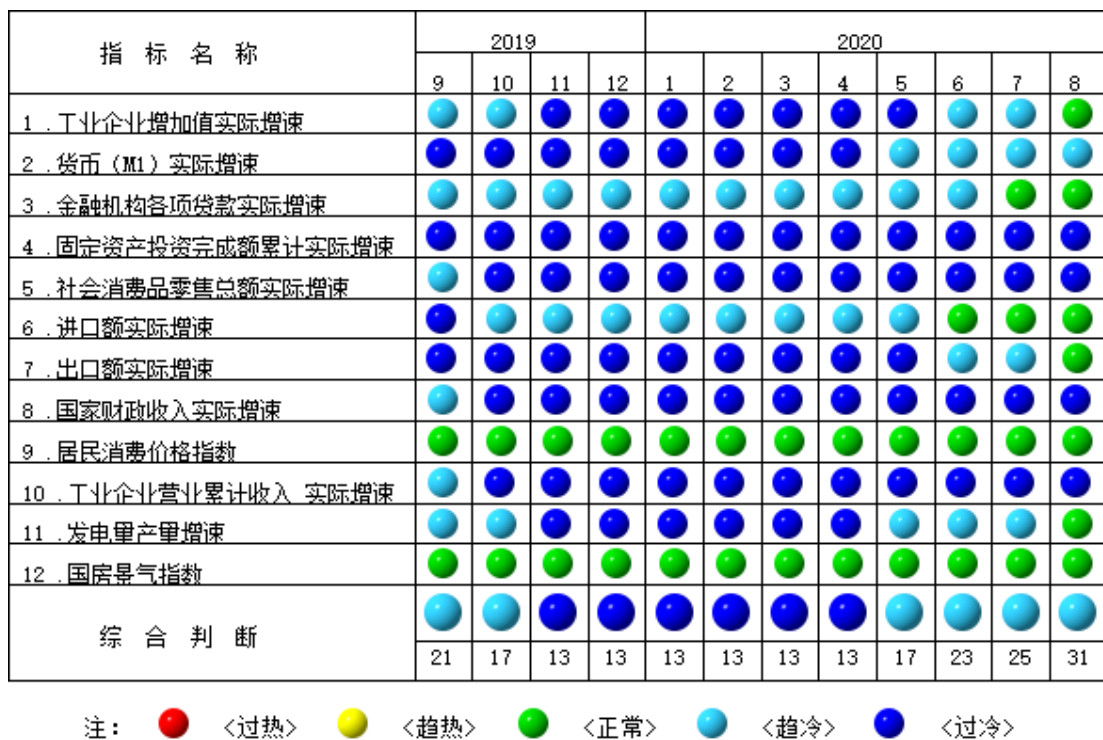 指 标 名 称 2019 2020
9 10 11 12 1 2 3 4 5 6 7 8
1 .工业企业增加值实际增速
2 .货币（M1）实际增速
3 .金融机构各项贷款实际增速
4 .固定资产投资完成额累计实际增速
5 .社会消费品零售总额实际增速
6 .进口额实际增速
7 .出口额实际增速
8 .国家财政收入实际增速
9 .居民消费价格指数
10 .工业企业营业累计收入 实际增速
11 .发电量产量增速
12 .国房景气指数
综 合 判 断
21 17 13 13 13 13 13 13 17 23 25 31
注： <过热> <趋热> <正常> <趋冷> <过冷>